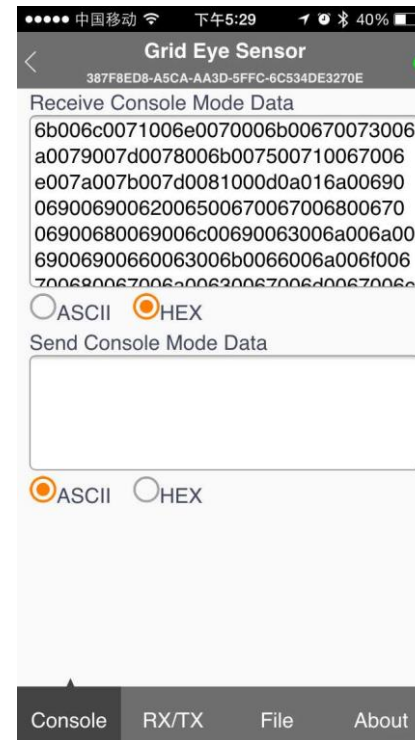 中国移动 下午5:29 40%
Grid Eye Sensor
387F8ED8-A5CA-AA3D-5FFC-6C534DE3270E
Receive Console Mode Data
6b006c0071006e0070006b00670073006
a0079007d0078006b007500710067006
e007a007b007d0081000d0a016a00690
06900690062006500670067006800670
06900680069006c00690063006a006a00
69006900660063006b0066006a006f006
700680067006a00630067006d0067006c
ASCII HEX
Send Console Mode Data
ASCII HEX
Console RX/TX File About